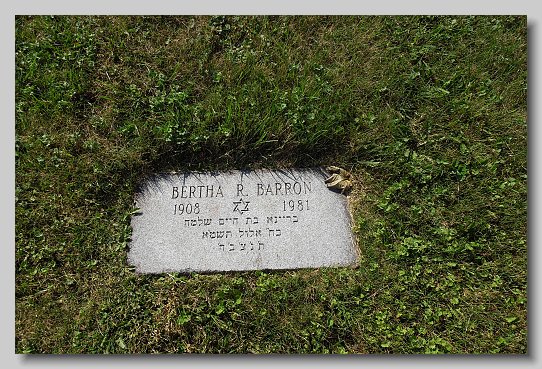 BERTHA R. BARRON
1908 1981
בריינא בת חיים שלמה
כח' אלול תשמא
ת נ צ ב ה